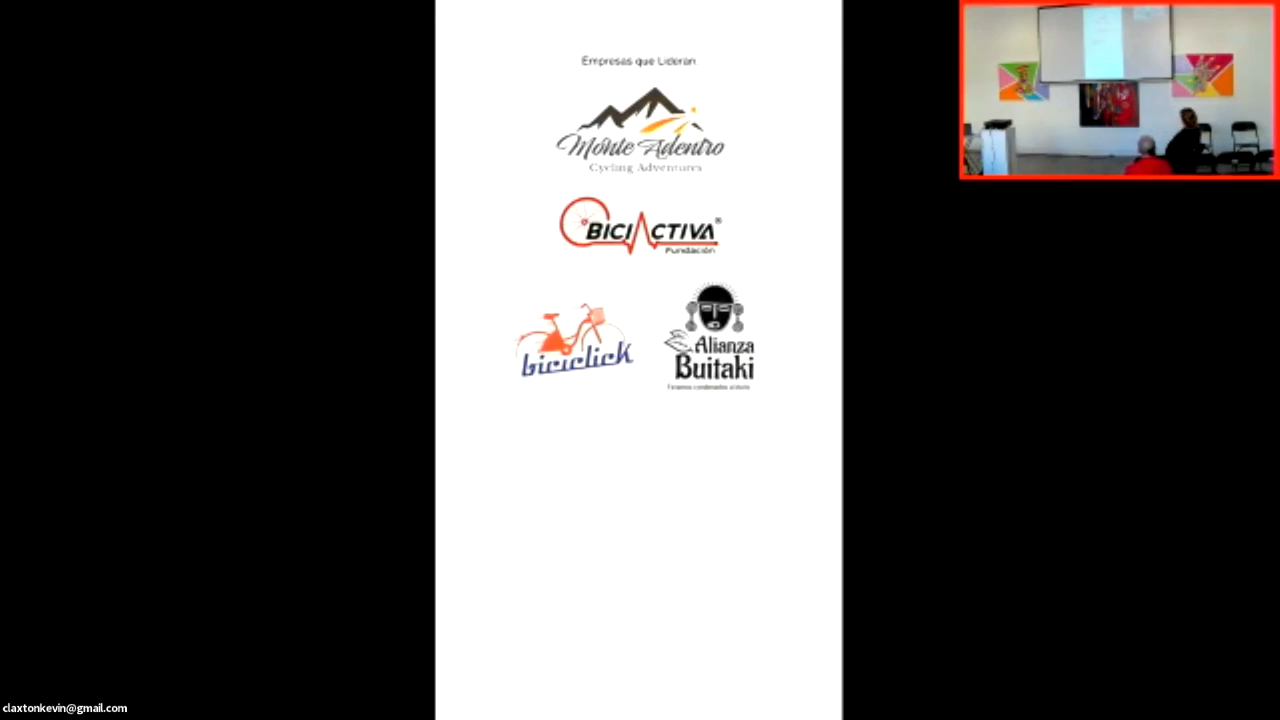 Empresas que Lideran
Monte Adentro
Cycling Adventures
BICIACTIVA®
Fundación
biciclick
Alianza
Buitaki
claxtonkevin@gmail.com